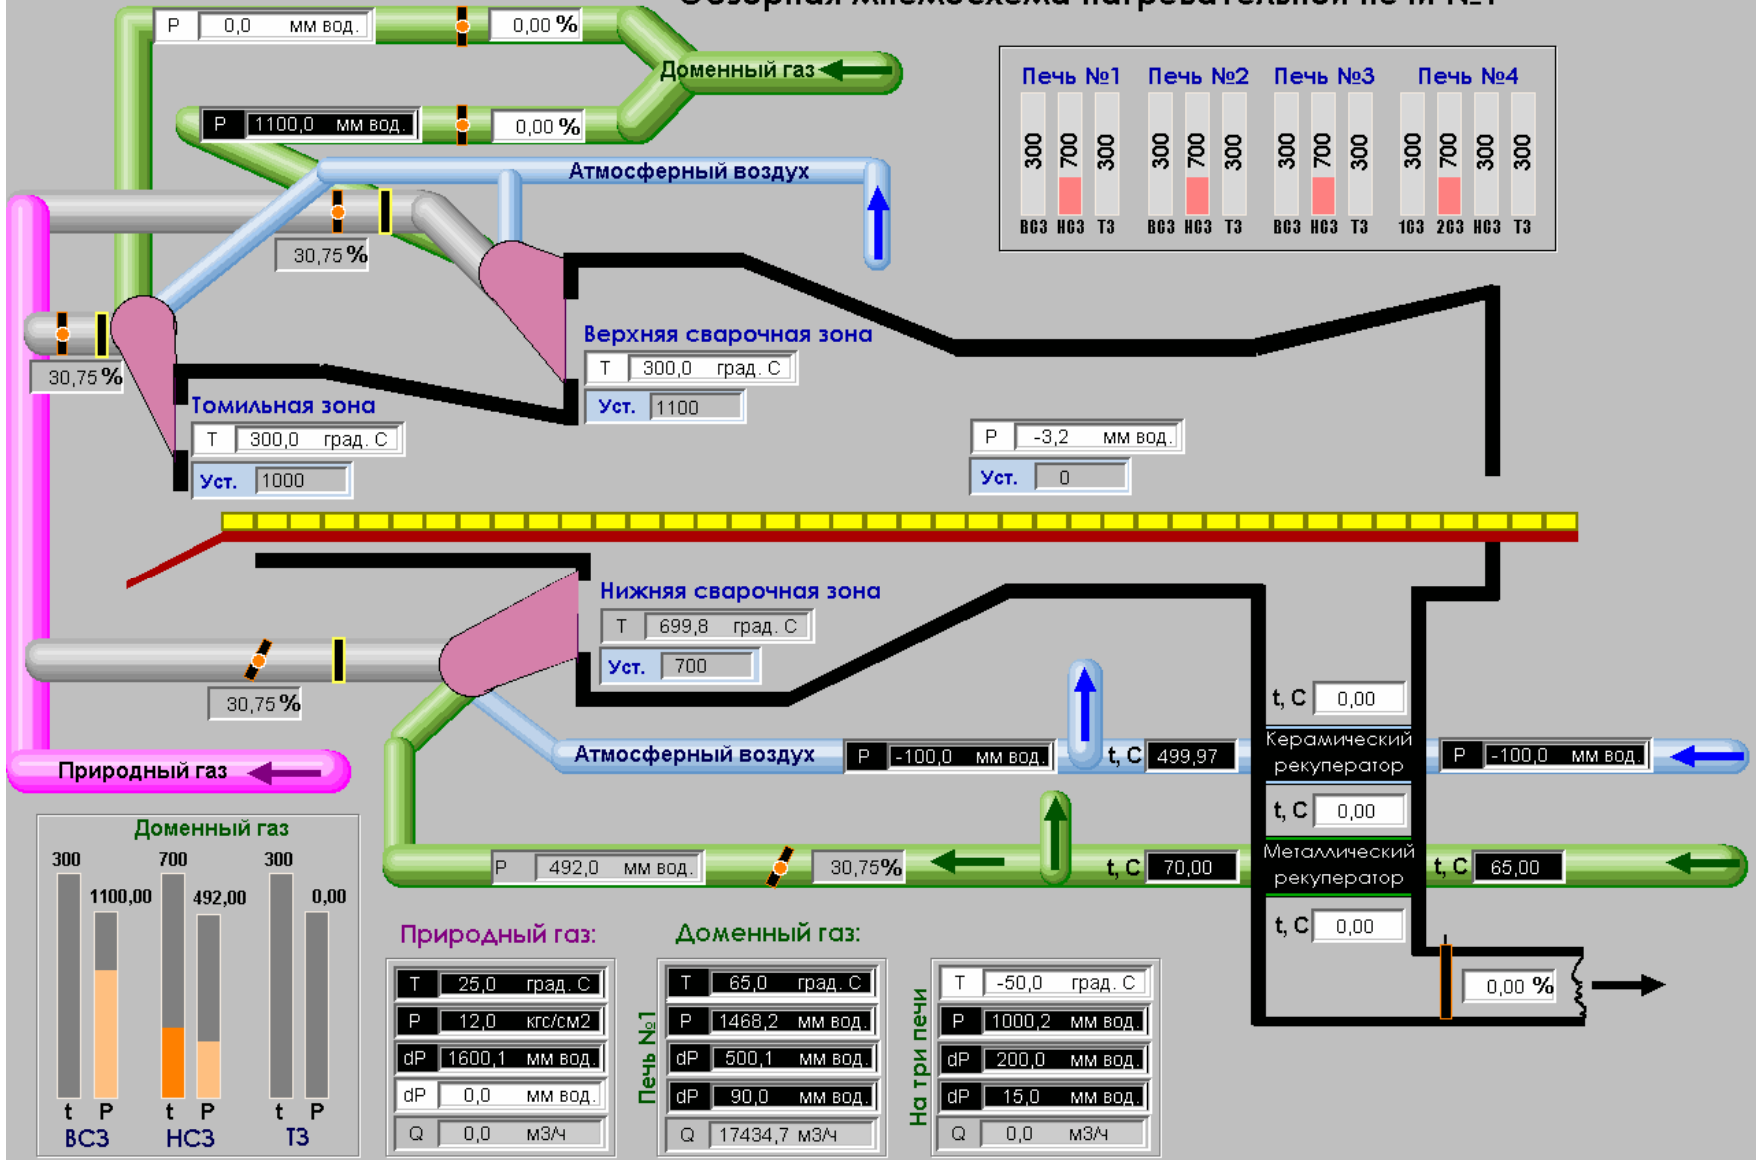 Обзорная мнемосхема нагревательной печи №1
P 0,0 мм вод. 0,00 %
Доменный газ
P 1100,0 мм вод. 0,00 %
Атмосферный воздух
30,75 %
30,75 %
Печь №1 Печь №2 Печь №3 Печь №4
300 700 300 300 700 300 300 700 300 300 700 300 300
ВСЗ НСЗ ТЗ ВСЗ НСЗ ТЗ ВСЗ НСЗ ТЗ 1СЗ 2СЗ НСЗ ТЗ
Верхняя сварочная зона
T 300,0 град. C
Уст. 1100
Томильная зона
T 300,0 град. C
Уст. 1000
P -3,2 мм вод.
Уст. 0
Нижняя сварочная зона
T 699,8 град. C
Уст. 700
30,75 %
Природный газ
Атмосферный воздух P -100,0 мм вод. t, C 499,97
t, C 0,00
Керамический
рекуператор
P -100,0 мм вод.
t, C 0,00
P 492,0 мм вод. 30,75% t, C 70,00
Металлический
рекуператор
t, C 65,00
t, C 0,00
0,00 %
Доменный газ
300 700 300
1100,00 492,00 0,00
t P t P t P
ВСЗ НСЗ ТЗ
Природный газ:
T 25,0 град. C
P 12,0 кгс/см2
dP 1600,1 мм вод.
dP 0,0 мм вод.
Q 0,0 м3/ч
Доменный газ:
Печь №1
T 65,0 град. C
P 1468,2 мм вод.
dP 500,1 мм вод.
dP 90,0 мм вод.
Q 17434,7 м3/ч
На три печи
T -50,0 град. C
P 1000,2 мм вод.
dP 200,0 мм вод.
dP 15,0 мм вод.
Q 0,0 м3/ч